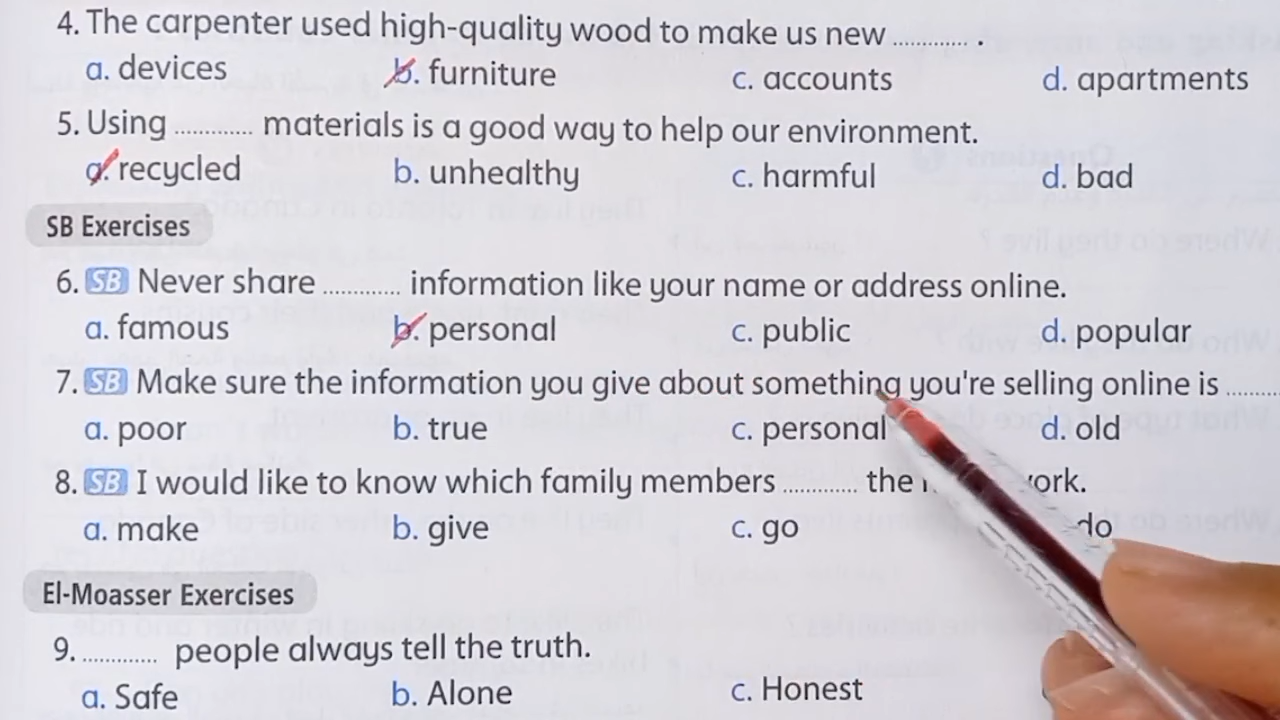 4. The carpenter used high-quality wood to make us new .......... .
a. devices b. furniture c. accounts d. apartments
5. Using .......... materials is a good way to help our environment.
a. recycled b. unhealthy c. harmful d. bad
SB Exercises
6. SB Never share .......... information like your name or address online.
a. famous b. personal c. public d. popular
7. SB Make sure the information you give about something you're selling online is ..........
a. poor b. true c. personal d. old
8. SB I would like to know which family members .......... the work.
a. make b. give c. go do
El-Moasser Exercises
9. .......... people always tell the truth.
a. Safe b. Alone c. Honest